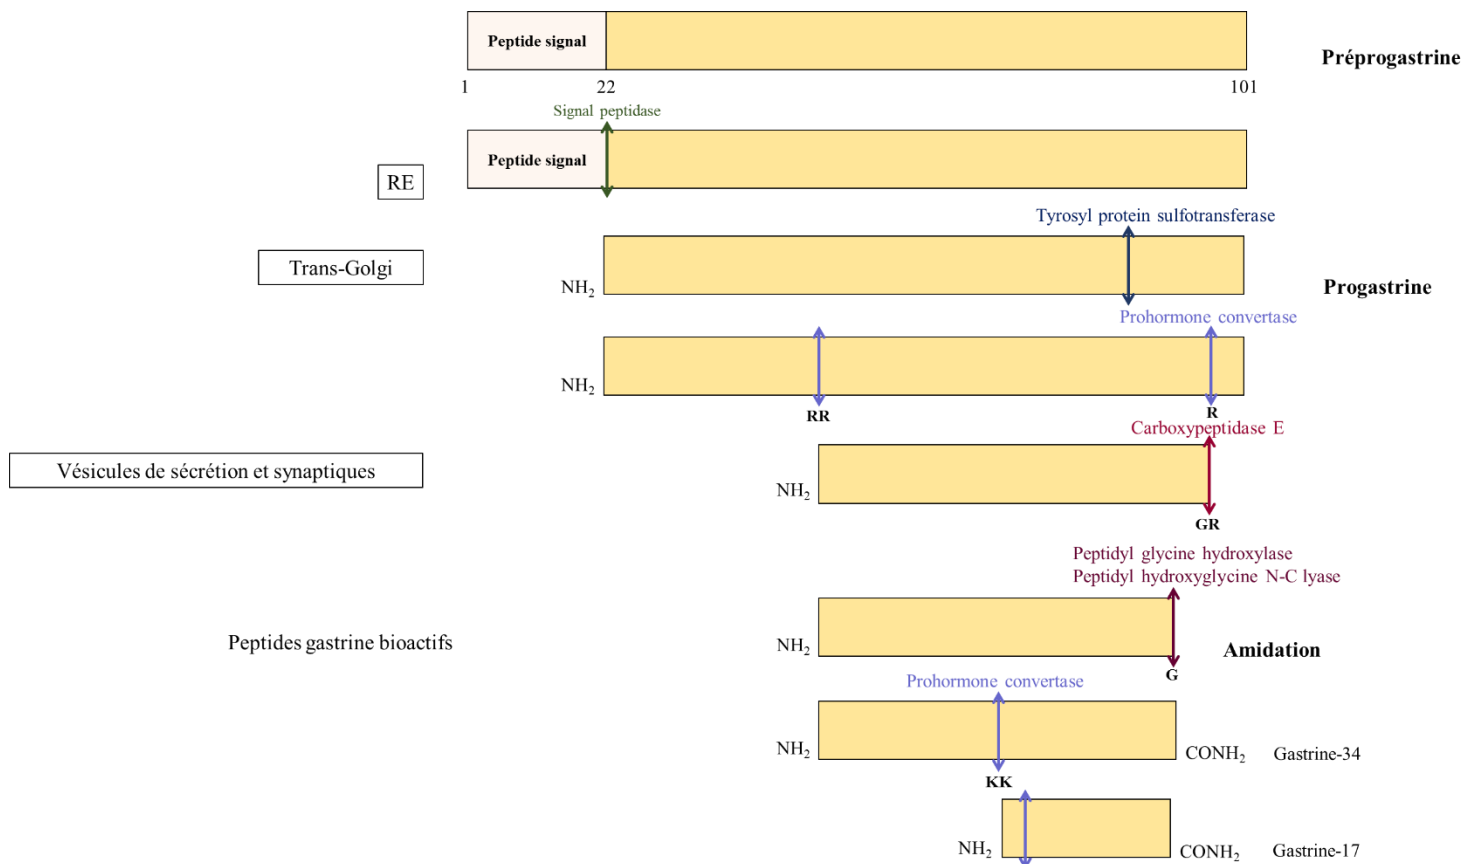 Peptide signal
Préprogastrine
1
22
101
Signal peptidase
Peptide signal
RE
Tyrosyl protein sulfotransferase
Trans-Golgi
NH₂
Progastrine
Prohormone convertase
NH₂
RR
R
Carboxypeptidase E
Vésicules de sécrétion et synaptiques
NH₂
GR
Peptidyl glycine hydroxylase
Peptidyl hydroxyglycine N-C lyase
Peptides gastrine bioactifs
NH₂
Amidation
G
Prohormone convertase
NH₂
CONH₂
Gastrine-34
KK
NH₂
CONH₂
Gastrine-17